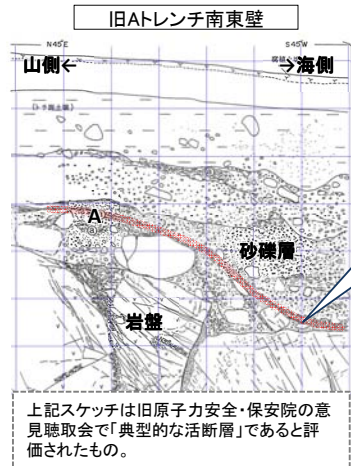 旧Aトレンチ南東壁
N45°E
S45°W
山側←
→海側
A
砂礫層
岩盤
上記スケッチは旧原子力安全・保安院の意
見聴取会で「典型的な活断層」であると評
価されたもの。